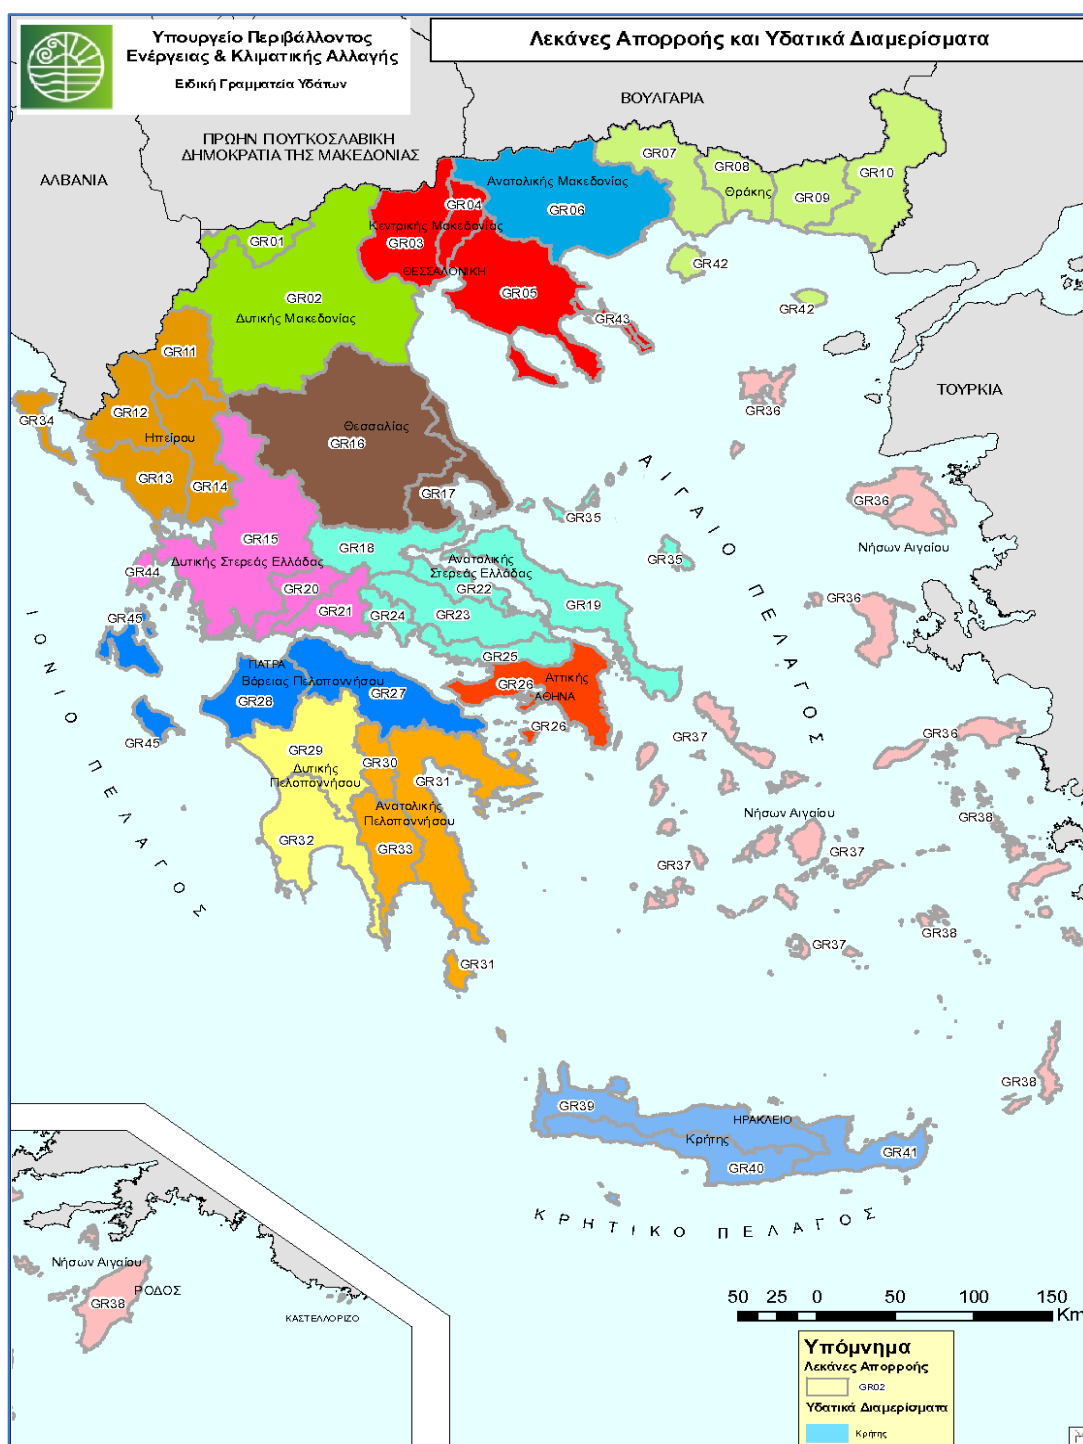 Υπουργείο Περιβάλλοντος
Ενέργειας & Κλιματικής Αλλαγής
Ειδική Γραμματεία Υδάτων
Λεκάνες Απορροής και Υδατικά Διαμερίσματα
ΒΟΥΛΓΑΡΙΑ
ΠΡΩΗΝ ΓΙΟΥΓΚΟΣΛΑΒΙΚΗ
ΔΗΜΟΚΡΑΤΙΑ ΤΗΣ ΜΑΚΕΔΟΝΙΑΣ
ΑΛΒΑΝΙΑ
GR07
GR08
GR10
Ανατολικής Μακεδονίας
Θράκης
GR09
GR04
GR06
Κεντρικής Μακεδονίας
GR03
GR01
ΘΕΣΣΑΛΟΝΙΚΗ
GR42
GR05
GR02
GR42
Δυτικής Μακεδονίας
GR43
GR11
ΤΟΥΡΚΙΑ
GR36
GR12
GR34
Θεσσαλίας
Ηπείρου
GR16
GR13
GR14
GR17
GR36
GR35
GR15
GR18
Νήσων Αιγαίου
Ανατολικής
Στερεάς Ελλάδας
GR35
Δυτικής Στερεάς Ελλάδας
GR44
GR20
GR22
GR36
GR19
GR21
GR24
GR23
GR45
GR25
ΑΙΓΑΙΟ ΠΕΛΑΓΟΣ
ΙΟΝΙΟ ΠΕΛΑΓΟΣ
ΠΑΤΡΑ
Βόρειας Πελοποννήσου
GR26
Αττικής
ΑΘΗΝΑ
GR28
GR27
GR26
GR45
GR37
GR36
GR29
GR30
Δυτικής
Πελοποννήσου
GR31
Ανατολικής
Πελοποννήσου
Νήσων Αιγαίου
GR38
GR32
GR33
GR37
GR37
GR38
GR37
GR31
GR38
GR39
ΗΡΑΚΛΕΙΟ
Κρήτης
GR41
GR40
ΚΡΗΤΙΚΟ ΠΕΛΑΓΟΣ
Νήσων Αιγαίου
ΡΟΔΟΣ
GR38
ΚΑΣΤΕΛΛΟΡΙΖΟ
50 25 0 50 100 150
Km
Υπόμνημα
Λεκάνες Απορροής
GR02
Υδατικά Διαμερίσματα
Κρήτης